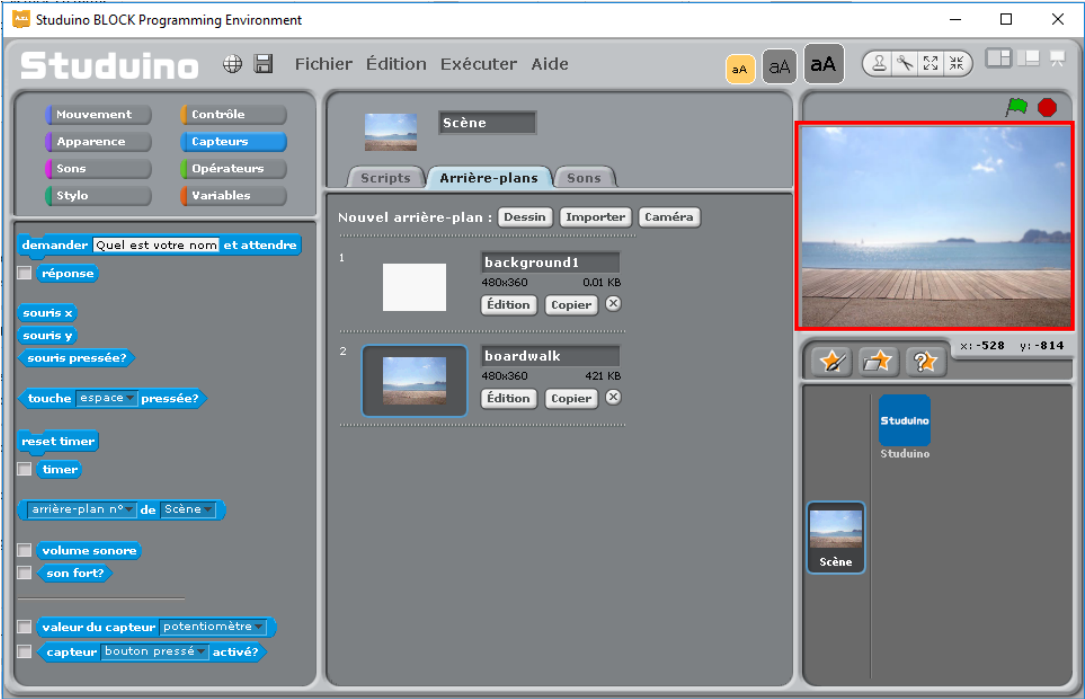 Studuino BLOCK Programming Environment
Studuino Fichier Édition Exécuter Aide aA aA aA
Mouvement Contrôle
Apparence Capteurs
Sons Opérateurs
Stylo Variables
demander Quel est votre nom et attendre
réponse
souris x
souris y
souris pressée?
touche espace pressée?
reset timer
timer
arrière-plan n° de Scène
volume sonore
son fort?
valeur du capteur potentiomètre
capteur bouton pressé activé?
Scène
Scripts Arrière-plans Sons
Nouvel arrière-plan : Dessin Importer Caméra
1
background1
480x360 0.01 KB
Édition Copier
2
boardwalk
480x360 421 KB
Édition Copier
x: -528 y: -814
Studuino
Studuino
Scène